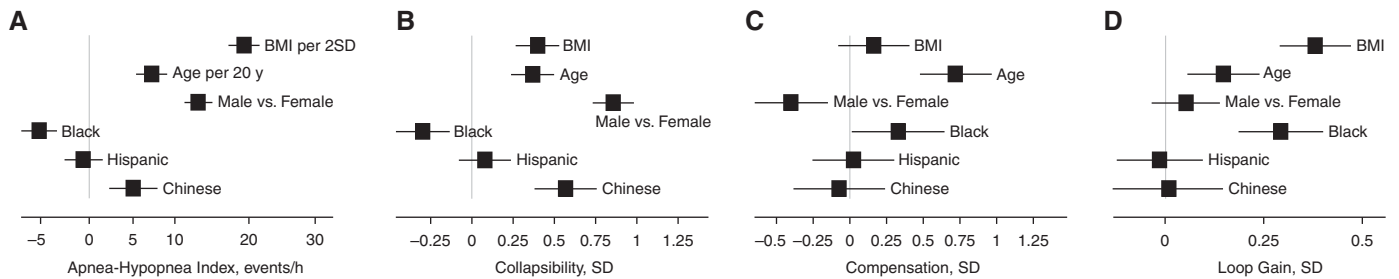 A
BMI per 2SD
Age per 20 y
Male vs. Female
Black
Hispanic
Chinese
−5 0 5 10 20 30
Apnea-Hypopnea Index, events/h
B
BMI
Age
Male vs. Female
Black
Hispanic
Chinese
−0.25 0 0.25 0.5 0.75 1 1.25
Collapsibility, SD
C
BMI
Age
Male vs. Female
Black
Hispanic
Chinese
−0.5 −0.25 0 0.25 0.5 0.75 1 1.25
Compensation, SD
D
BMI
Age
Male vs. Female
Black
Hispanic
Chinese
0 0.25 0.5
Loop Gain, SD